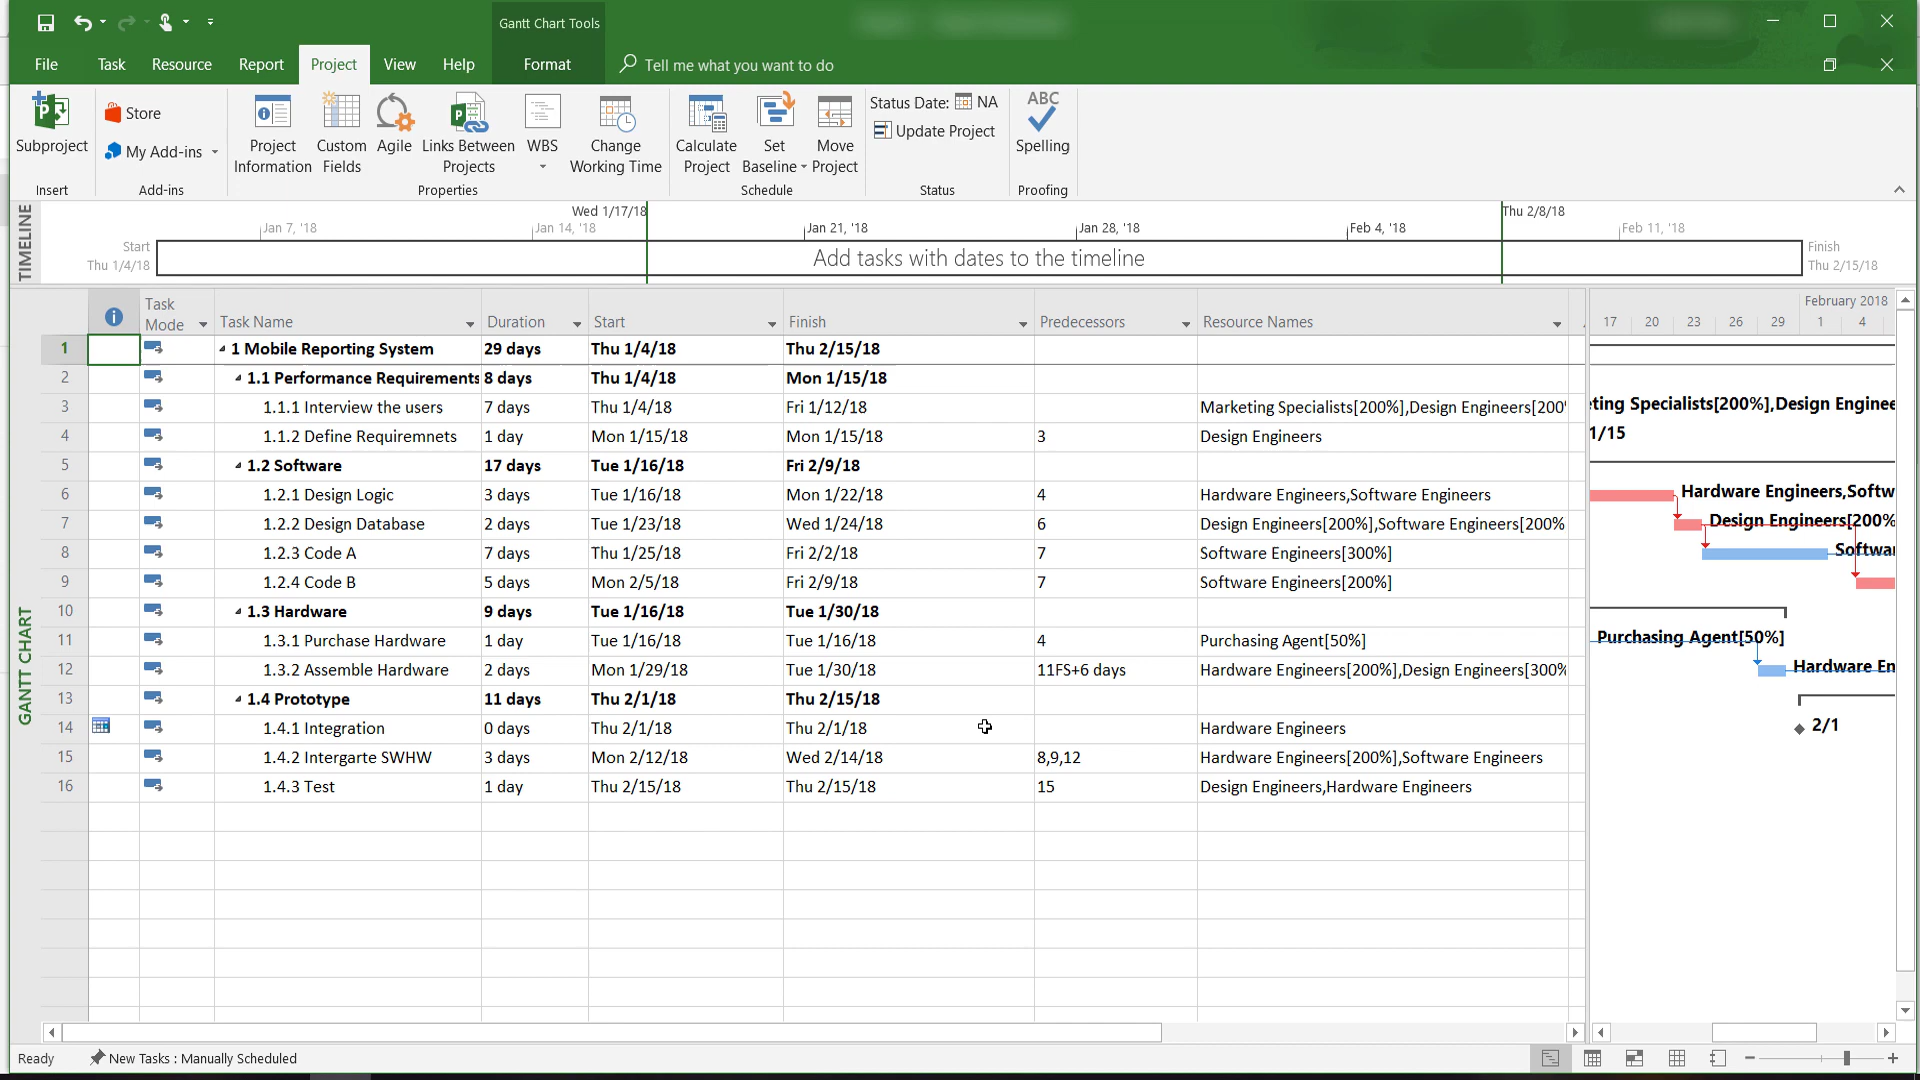 Gantt Chart Tools
File Task Resource Report Project View Help Format Tell me what you want to do
Subproject
Insert
Store
My Add-ins
Add-ins
Project Information
Custom Fields
Agile
Links Between Projects
WBS
Change Working Time
Properties
Calculate Project
Set Baseline
Move Project
Schedule
Status Date: NA
Update Project
Status
ABC
Spelling
Proofing
TIMELINE
Wed 1/17/18 Thu 2/8/18
Jan 7, '18 Jan 14, '18 Jan 21, '18 Jan 28, '18 Feb 4, '18 Feb 11, '18
Start
Thu 1/4/18
Add tasks with dates to the timeline
Finish
Thu 2/15/18
GANTT CHART
Task Mode Task Name Duration Start Finish Predecessors Resource Names
February 2018
17 20 23 26 29 1 4
1 1 Mobile Reporting System 29 days Thu 1/4/18 Thu 2/15/18
2 1.1 Performance Requirements 8 days Thu 1/4/18 Mon 1/15/18
3 1.1.1 Interview the users 7 days Thu 1/4/18 Fri 1/12/18 Marketing Specialists[200%],Design Engineers[200' ting Specialists[200%],Design Enginee
4 1.1.2 Define Requiremnets 1 day Mon 1/15/18 Mon 1/15/18 3 Design Engineers 1/15
5 1.2 Software 17 days Tue 1/16/18 Fri 2/9/18
6 1.2.1 Design Logic 3 days Tue 1/16/18 Mon 1/22/18 4 Hardware Engineers,Software Engineers Hardware Engineers,Softw
7 1.2.2 Design Database 2 days Tue 1/23/18 Wed 1/24/18 6 Design Engineers[200%],Software Engineers[200% Design Engineers[200%
8 1.2.3 Code A 7 days Thu 1/25/18 Fri 2/2/18 7 Software Engineers[300%] Softwar
9 1.2.4 Code B 5 days Mon 2/5/18 Fri 2/9/18 7 Software Engineers[200%]
10 1.3 Hardware 9 days Tue 1/16/18 Tue 1/30/18
11 1.3.1 Purchase Hardware 1 day Tue 1/16/18 Tue 1/16/18 4 Purchasing Agent[50%] Purchasing Agent[50%]
12 1.3.2 Assemble Hardware 2 days Mon 1/29/18 Tue 1/30/18 11FS+6 days Hardware Engineers[200%],Design Engineers[300% Hardware En
13 1.4 Prototype 11 days Thu 2/1/18 Thu 2/15/18
14 1.4.1 Integration 0 days Thu 2/1/18 Thu 2/1/18 Hardware Engineers 2/1
15 1.4.2 Intergarte SWHW 3 days Mon 2/12/18 Wed 2/14/18 8,9,12 Hardware Engineers[200%],Software Engineers
16 1.4.3 Test 1 day Thu 2/15/18 Thu 2/15/18 15 Design Engineers,Hardware Engineers
Ready New Tasks : Manually Scheduled